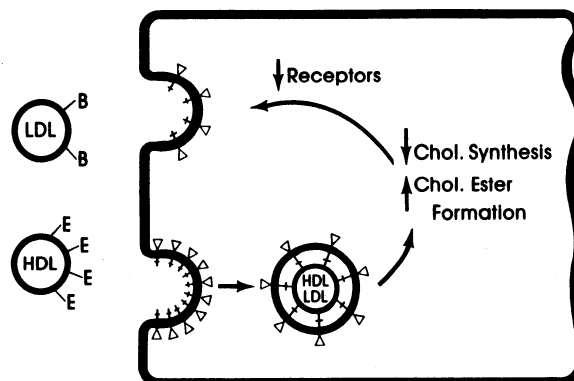 Receptors
B
LDL
B
Chol. Synthesis
Chol. Ester
Formation
E
E
HDL
E
E
HDL
LDL